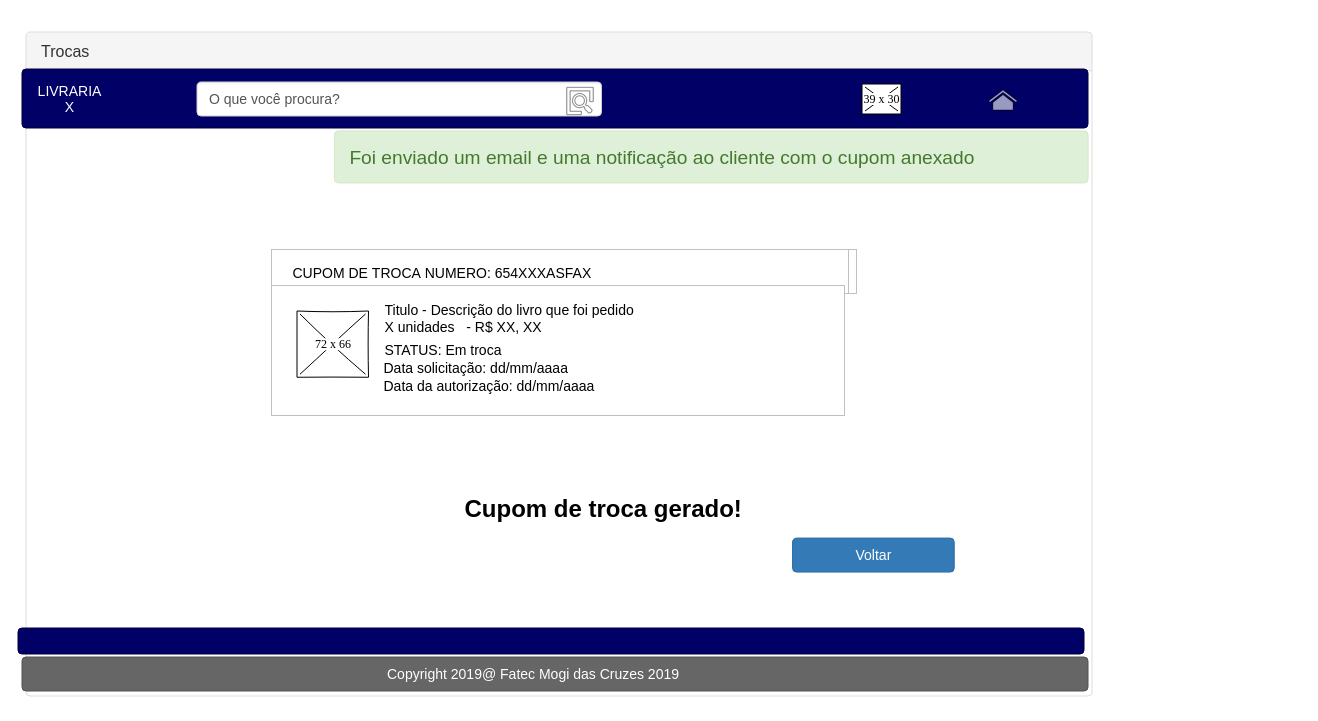 Trocas
LIVRARIA
X
O que você procura?
39 x 30
Foi enviado um email e uma notificação ao cliente com o cupom anexado
CUPOM DE TROCA NUMERO: 654XXXASFAX
72 x 66
Titulo - Descrição do livro que foi pedido
X unidades   - R$ XX, XX
STATUS: Em troca
Data solicitação: dd/mm/aaaa
Data da autorização: dd/mm/aaaa
Cupom de troca gerado!
Voltar
Copyright 2019@ Fatec Mogi das Cruzes 2019